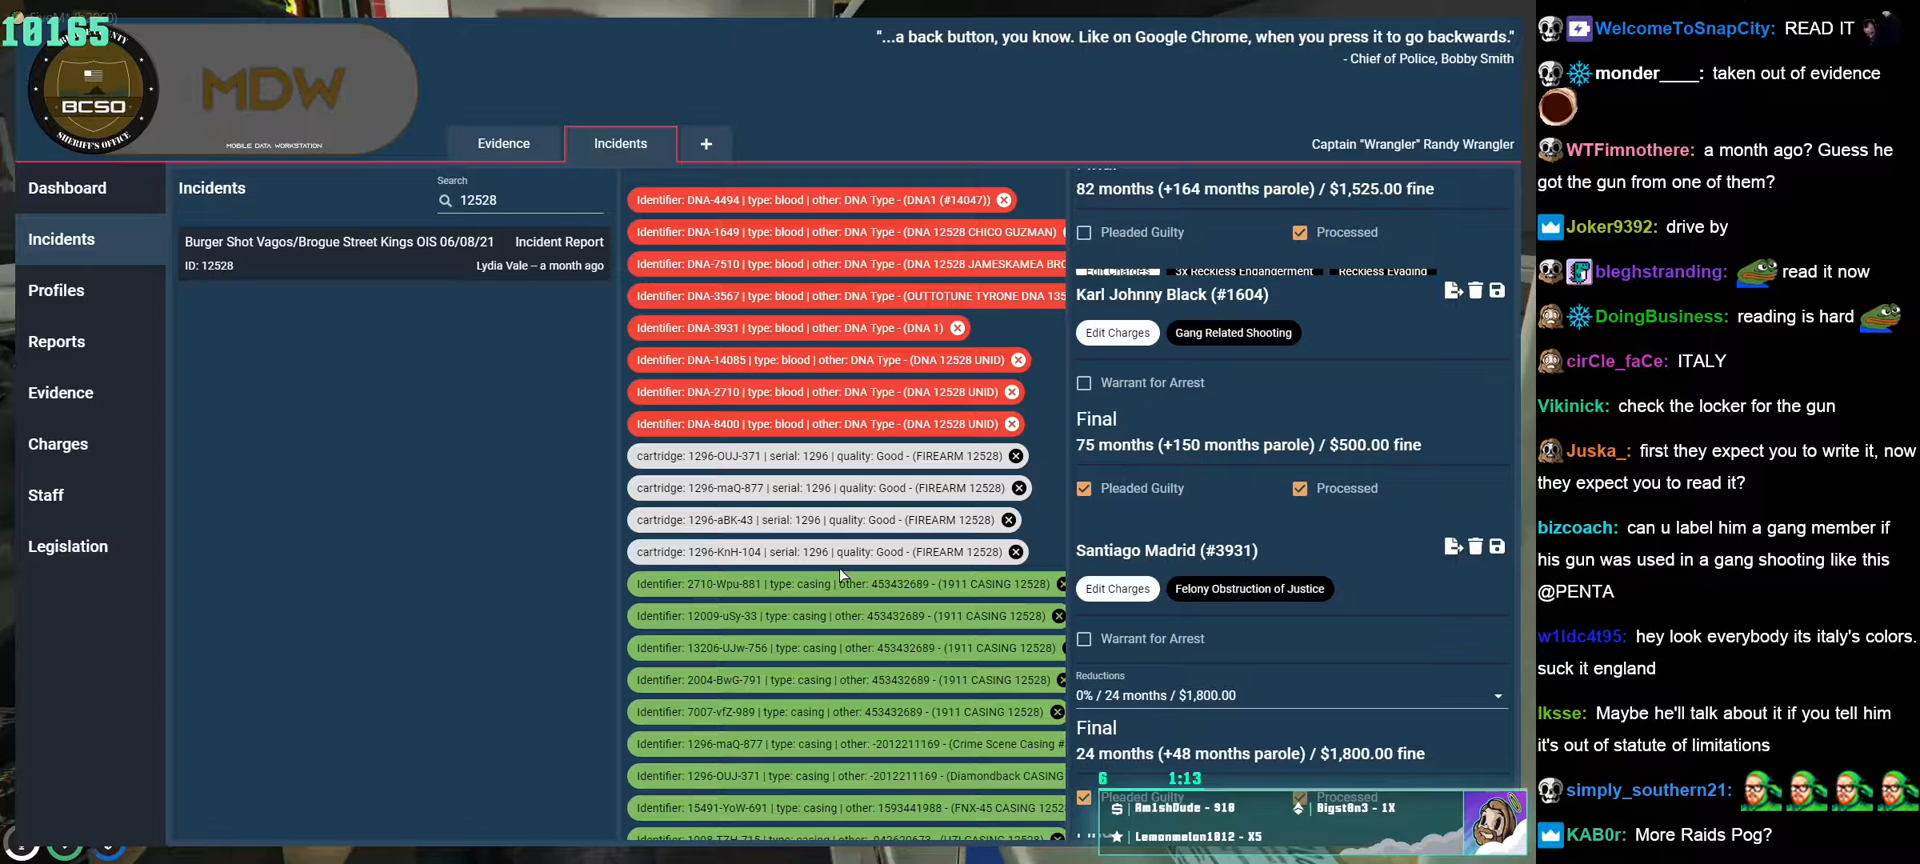 10165
"...a back button, you know. Like on Google Chrome, when you press it to go backwards."
- Chief of Police, Bobby Smith
BCSO
SHERIFF'S OFFICE
MDW
MOBILE DATA WORKSTATION
Evidence
Incidents
+
Captain "Wrangler" Randy Wrangler
Dashboard
Incidents
Profiles
Reports
Evidence
Charges
Staff
Legislation
Incidents
Search
12528
Burger Shot Vagos/Brogue Street Kings OIS 06/08/21 Incident Report
ID: 12528 Lydia Vale -- a month ago
Identifier: DNA-4494 | type: blood | other: DNA Type - (DNA1 (#14047))
Identifier: DNA-1649 | type: blood | other: DNA Type - (DNA 12528 CHICO GUZMAN)
Identifier: DNA-7510 | type: blood | other: DNA Type - (DNA 12528 JAMESKAMEA BRO
Identifier: DNA-3567 | type: blood | other: DNA Type - (OUTTOTUNE TYRONE DNA 135
Identifier: DNA-3931 | type: blood | other: DNA Type - (DNA 1)
Identifier: DNA-14085 | type: blood | other: DNA Type - (DNA 12528 UNID)
Identifier: DNA-2710 | type: blood | other: DNA Type - (DNA 12528 UNID)
Identifier: DNA-8400 | type: blood | other: DNA Type - (DNA 12528 UNID)
cartridge: 1296-OUJ-371 | serial: 1296 | quality: Good - (FIREARM 12528)
cartridge: 1296-maQ-877 | serial: 1296 | quality: Good - (FIREARM 12528)
cartridge: 1296-aBK-43 | serial: 1296 | quality: Good - (FIREARM 12528)
cartridge: 1296-KnH-104 | serial: 1296 | quality: Good - (FIREARM 12528)
Identifier: 2710-Wpu-881 | type: casing | other: 453432689 - (1911 CASING 12528)
Identifier: 12009-uSy-33 | type: casing | other: 453432689 - (1911 CASING 12528)
Identifier: 13206-UJw-756 | type: casing | other: 453432689 - (1911 CASING 12528)
Identifier: 2004-BwG-791 | type: casing | other: 453432689 - (1911 CASING 12528)
Identifier: 7007-vfZ-989 | type: casing | other: 453432689 - (1911 CASING 12528)
Identifier: 1296-maQ-877 | type: casing | other: -2012211169 - (Crime Scene Casing #
Identifier: 1296-OUJ-371 | type: casing | other: -2012211169 - (Diamondback CASING
Identifier: 15491-YoW-691 | type: casing | other: 1593441988 - (FNX-45 CASING 1252
82 months (+164 months parole) / $1,525.00 fine
Pleaded Guilty Processed
Edit Charges 3x Reckless Endangerment Reckless Evading
Karl Johnny Black (#1604)
Edit Charges Gang Related Shooting
Warrant for Arrest
Final
75 months (+150 months parole) / $500.00 fine
Pleaded Guilty Processed
Santiago Madrid (#3931)
Edit Charges Felony Obstruction of Justice
Warrant for Arrest
Reductions
0% / 24 months / $1,800.00
Final
24 months (+48 months parole) / $1,800.00 fine
6 1:13
Pleaded Guilty Processed
Am1shDude - 910 Bigst0n3 - 1X
Lemonmelon1012 - X5
WelcomeToSnapCity: READ IT
monder____: taken out of evidence
WTFimnothere: a month ago? Guess he
got the gun from one of them?
Joker9392: drive by
bleghstranding: read it now
DoingBusiness: reading is hard
cirCle_faCe: ITALY
Vikinick: check the locker for the gun
Juska_: first they expect you to write it, now
they expect you to read it?
bizcoach: can u label him a gang member if
his gun was used in a gang shooting like this
@PENTA
w1ldc4t95: hey look everybody its italy's colors.
suck it england
Iksse: Maybe he'll talk about it if you tell him
it's out of statute of limitations
simply_southern21:
KAB0r: More Raids Pog?